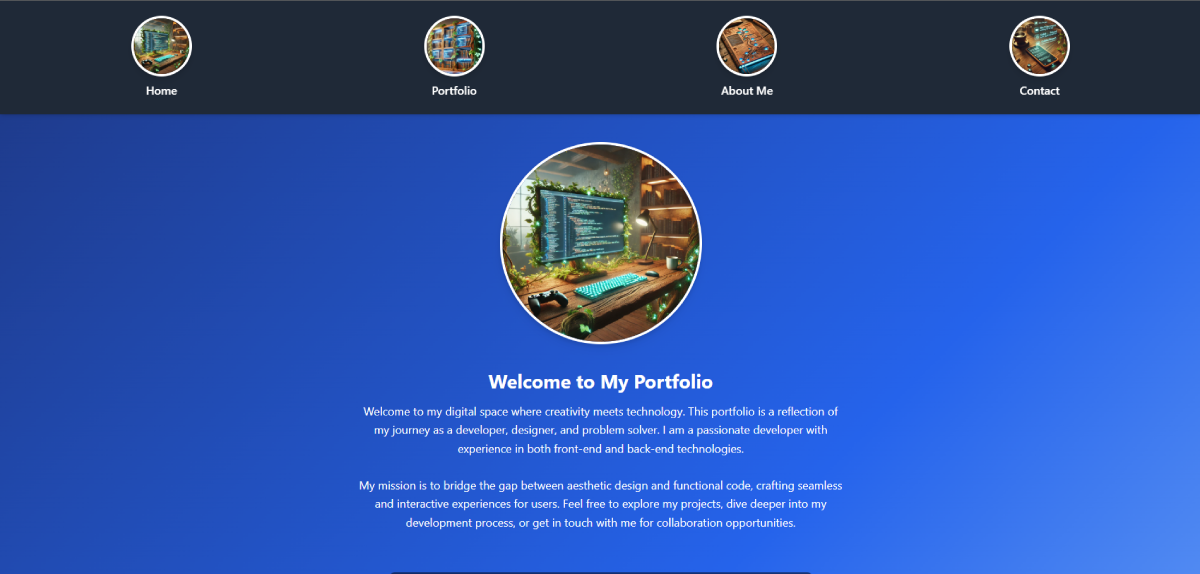 Home
Portfolio
About Me
Contact
Welcome to My Portfolio
Welcome to my digital space where creativity meets technology. This portfolio is a reflection of
my journey as a developer, designer, and problem solver. I am a passionate developer with
experience in both front-end and back-end technologies.
My mission is to bridge the gap between aesthetic design and functional code, crafting seamless
and interactive experiences for users. Feel free to explore my projects, dive deeper into my
development process, or get in touch with me for collaboration opportunities.